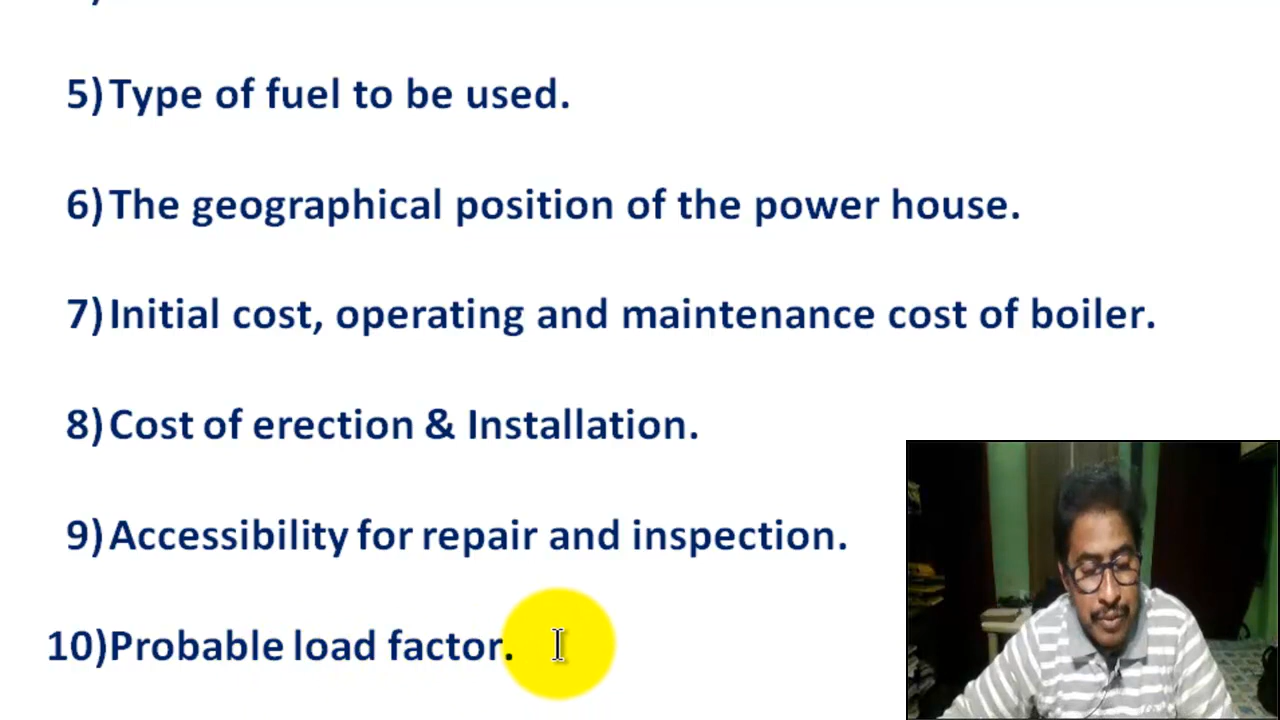 5) Type of fuel to be used.
6) The geographical position of the power house.
7) Initial cost, operating and maintenance cost of boiler.
8) Cost of erection & Installation.
9) Accessibility for repair and inspection.
10) Probable load factor.